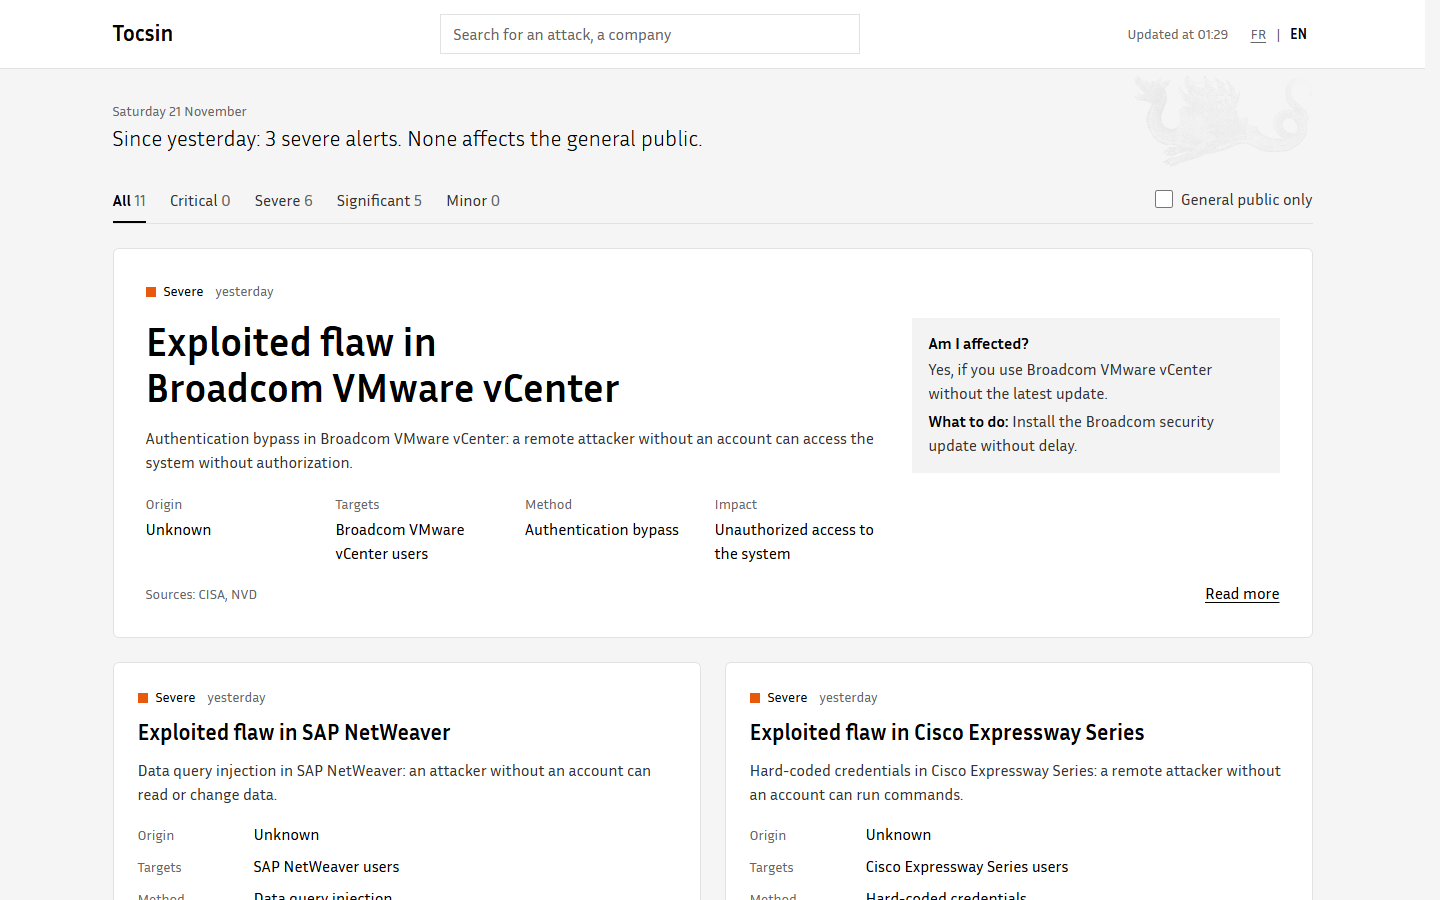 Tocsin
Search for an attack, a company
Updated at 01:29 FR | EN
Saturday 21 November
Since yesterday: 3 severe alerts. None affects the general public.
All 11 Critical 0 Severe 6 Significant 5 Minor 0
General public only
Severe yesterday
Exploited flaw in
Broadcom VMware vCenter
Authentication bypass in Broadcom VMware vCenter: a remote attacker without an account can access the
system without authorization.
Am I affected?
Yes, if you use Broadcom VMware vCenter
without the latest update.
What to do: Install the Broadcom security
update without delay.
Origin
Unknown
Targets
Broadcom VMware
vCenter users
Method
Authentication bypass
Impact
Unauthorized access to
the system
Sources: CISA, NVD
Read more
Severe yesterday
Exploited flaw in SAP NetWeaver
Data query injection in SAP NetWeaver: an attacker without an account can
read or change data.
Origin Unknown
Targets SAP NetWeaver users
Method Data query injection
Severe yesterday
Exploited flaw in Cisco Expressway Series
Hard-coded credentials in Cisco Expressway Series: a remote attacker without
an account can run commands.
Origin Unknown
Targets Cisco Expressway Series users
Method Hard-coded credentials